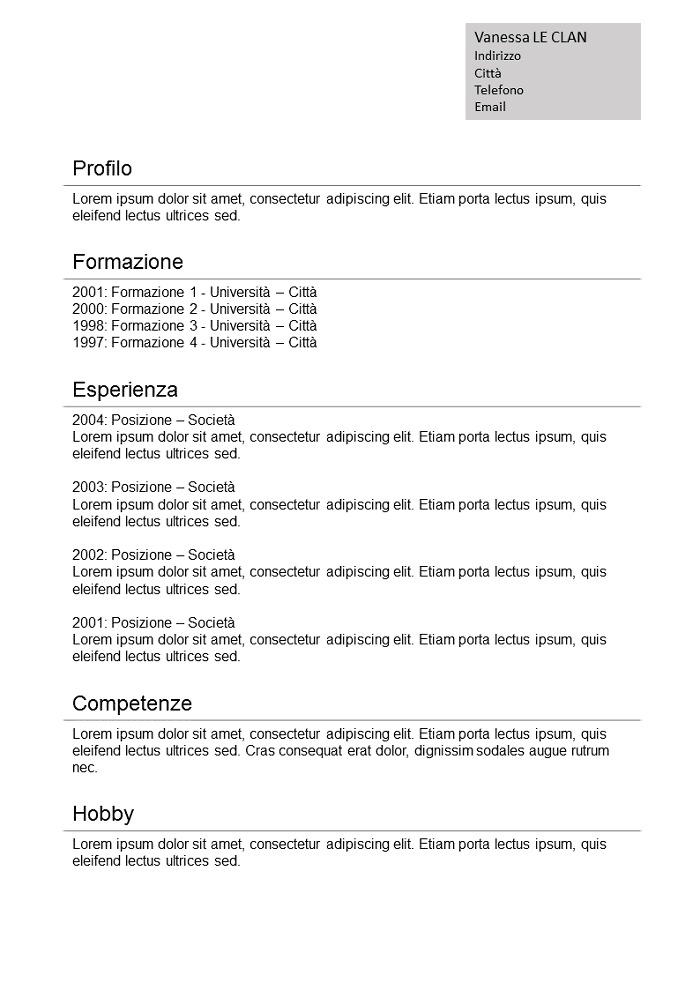 Vanessa LE CLAN
Indirizzo
Città
Telefono
Email
Profilo
Lorem ipsum dolor sit amet, consectetur adipiscing elit. Etiam porta lectus ipsum, quis
eleifend lectus ultrices sed.
Formazione
2001: Formazione 1 - Università – Città
2000: Formazione 2 - Università – Città
1998: Formazione 3 - Università – Città
1997: Formazione 4 - Università – Città
Esperienza
2004: Posizione – Società
Lorem ipsum dolor sit amet, consectetur adipiscing elit. Etiam porta lectus ipsum, quis
eleifend lectus ultrices sed.
2003: Posizione – Società
Lorem ipsum dolor sit amet, consectetur adipiscing elit. Etiam porta lectus ipsum, quis
eleifend lectus ultrices sed.
2002: Posizione – Società
Lorem ipsum dolor sit amet, consectetur adipiscing elit. Etiam porta lectus ipsum, quis
eleifend lectus ultrices sed.
2001: Posizione – Società
Lorem ipsum dolor sit amet, consectetur adipiscing elit. Etiam porta lectus ipsum, quis
eleifend lectus ultrices sed.
Competenze
Lorem ipsum dolor sit amet, consectetur adipiscing elit. Etiam porta lectus ipsum, quis
eleifend lectus ultrices sed. Cras consequat erat dolor, dignissim sodales augue rutrum
nec.
Hobby
Lorem ipsum dolor sit amet, consectetur adipiscing elit. Etiam porta lectus ipsum, quis
eleifend lectus ultrices sed.